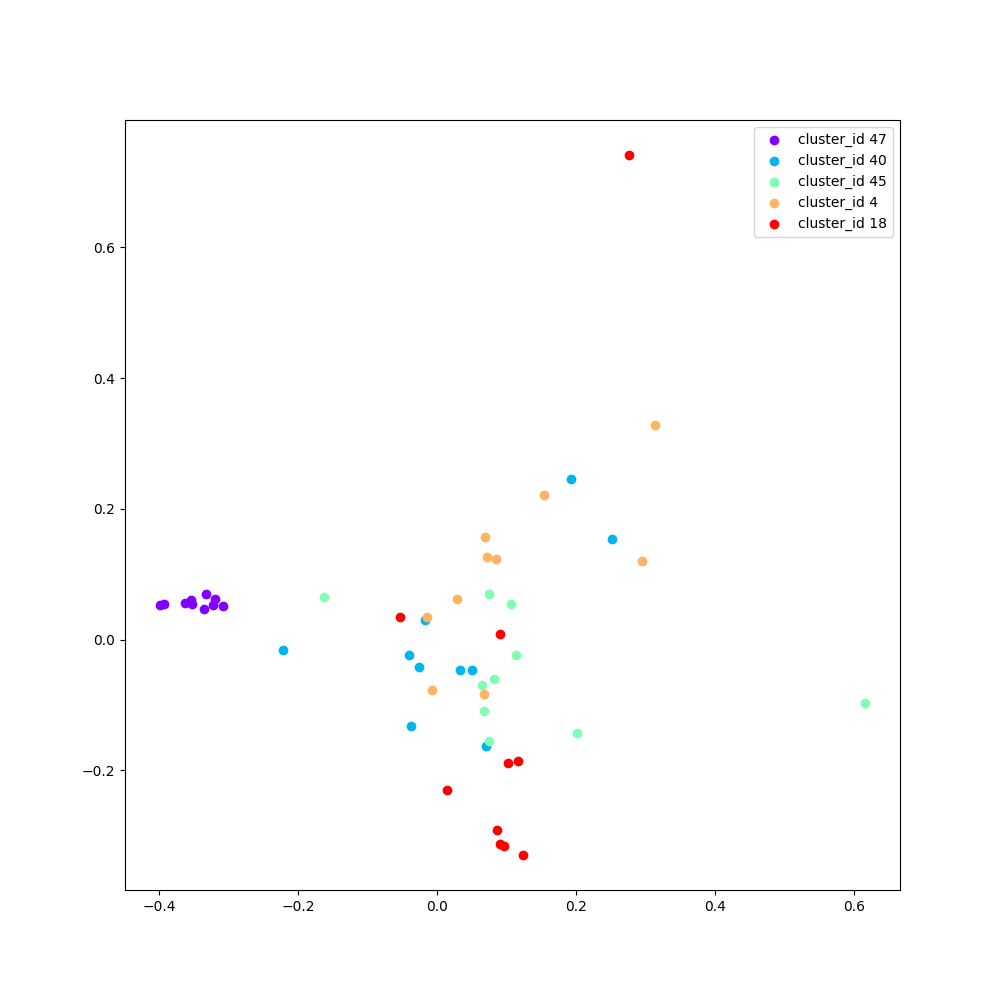 cluster_id 47
cluster_id 40
cluster_id 45
cluster_id 4
cluster_id 18
0.6
0.4
0.2
0.0
−0.2
−0.4 −0.2 0.0 0.2 0.4 0.6